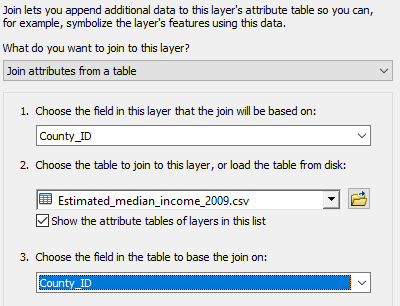 Join lets you append additional data to this layer's attribute table so you can,
for example, symbolize the layer's features using this data.
What do you want to join to this layer?
Join attributes from a table
1. Choose the field in this layer that the join will be based on:
County_ID
2. Choose the table to join to this layer, or load the table from disk:
Estimated_median_income_2009.csv
Show the attribute tables of layers in this list
3. Choose the field in the table to base the join on:
County_ID